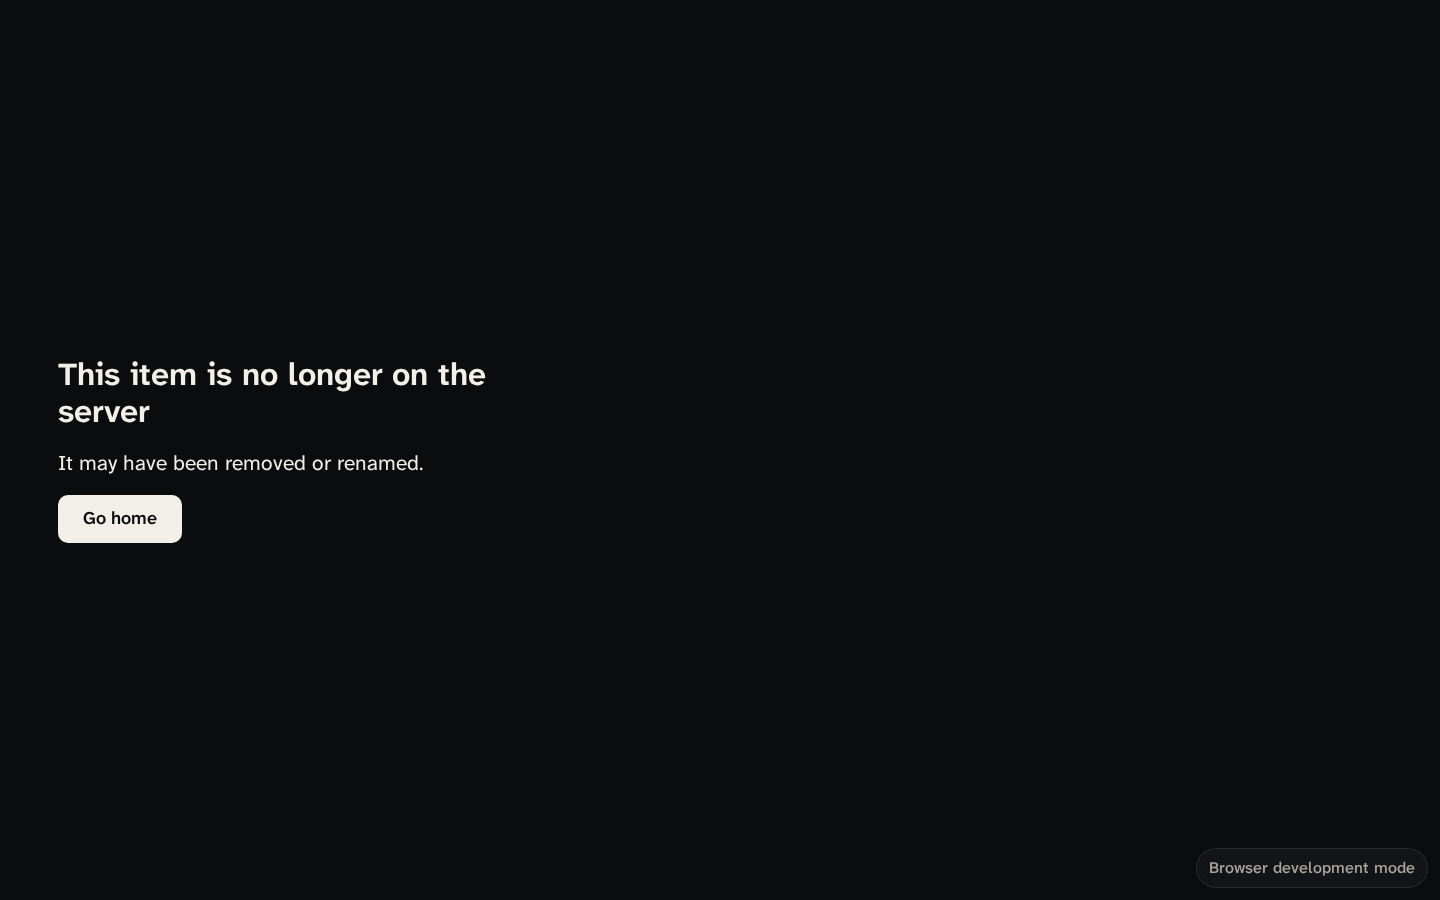 This item is no longer on the
server
It may have been removed or renamed.
Go home
Browser development mode